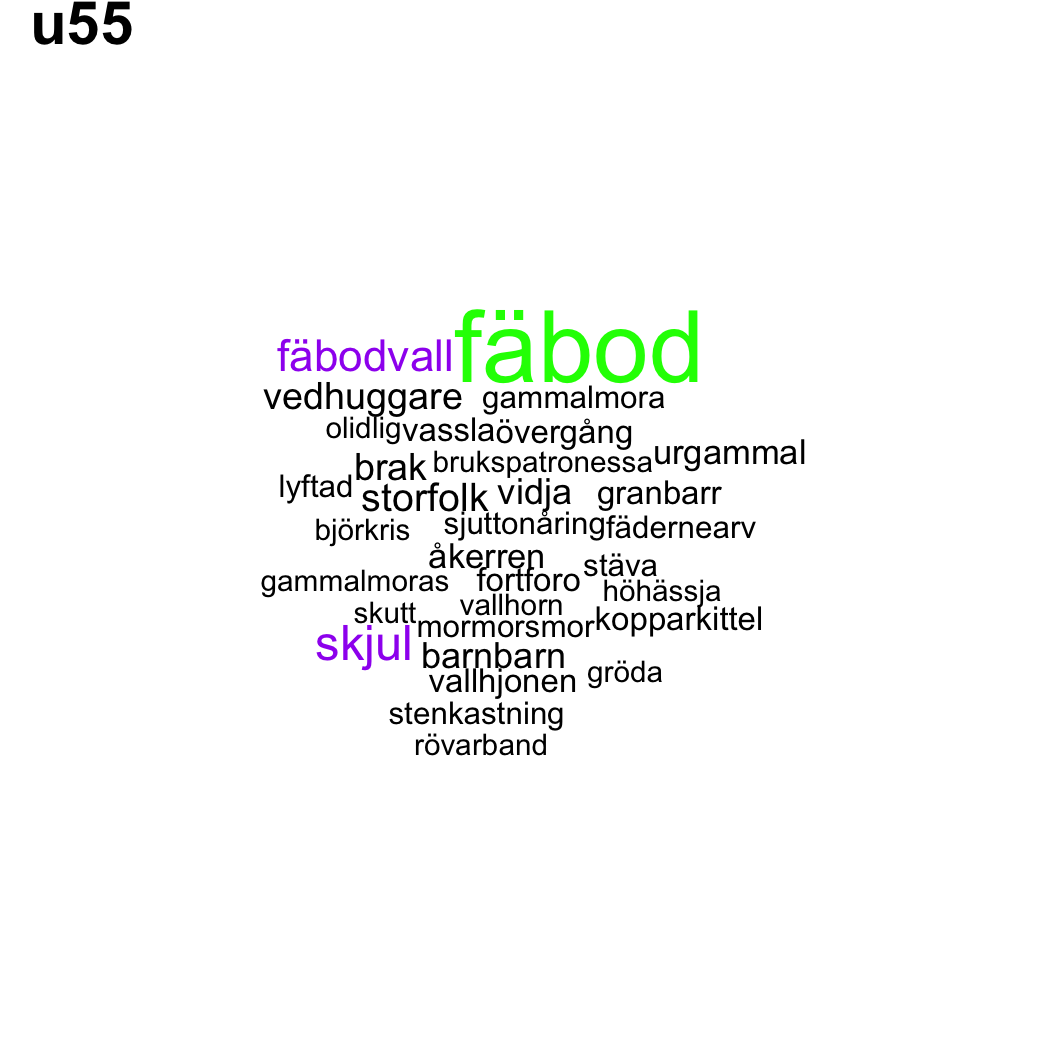 u55
fäbodvall fäbod
vedhuggare gammalmora
olidlig vassla övergång
brak brukspatronessa urgammal
lyftad storfolk vidja granbarr
björkris sjuttonåring fädernearv
åkerren stäva
gammalmoras fortforo höhässja
skutt vallhorn
skjul mormorsmor kopparkittel
barnbarn
vallhjonen gröda
stenkastning
rövarband